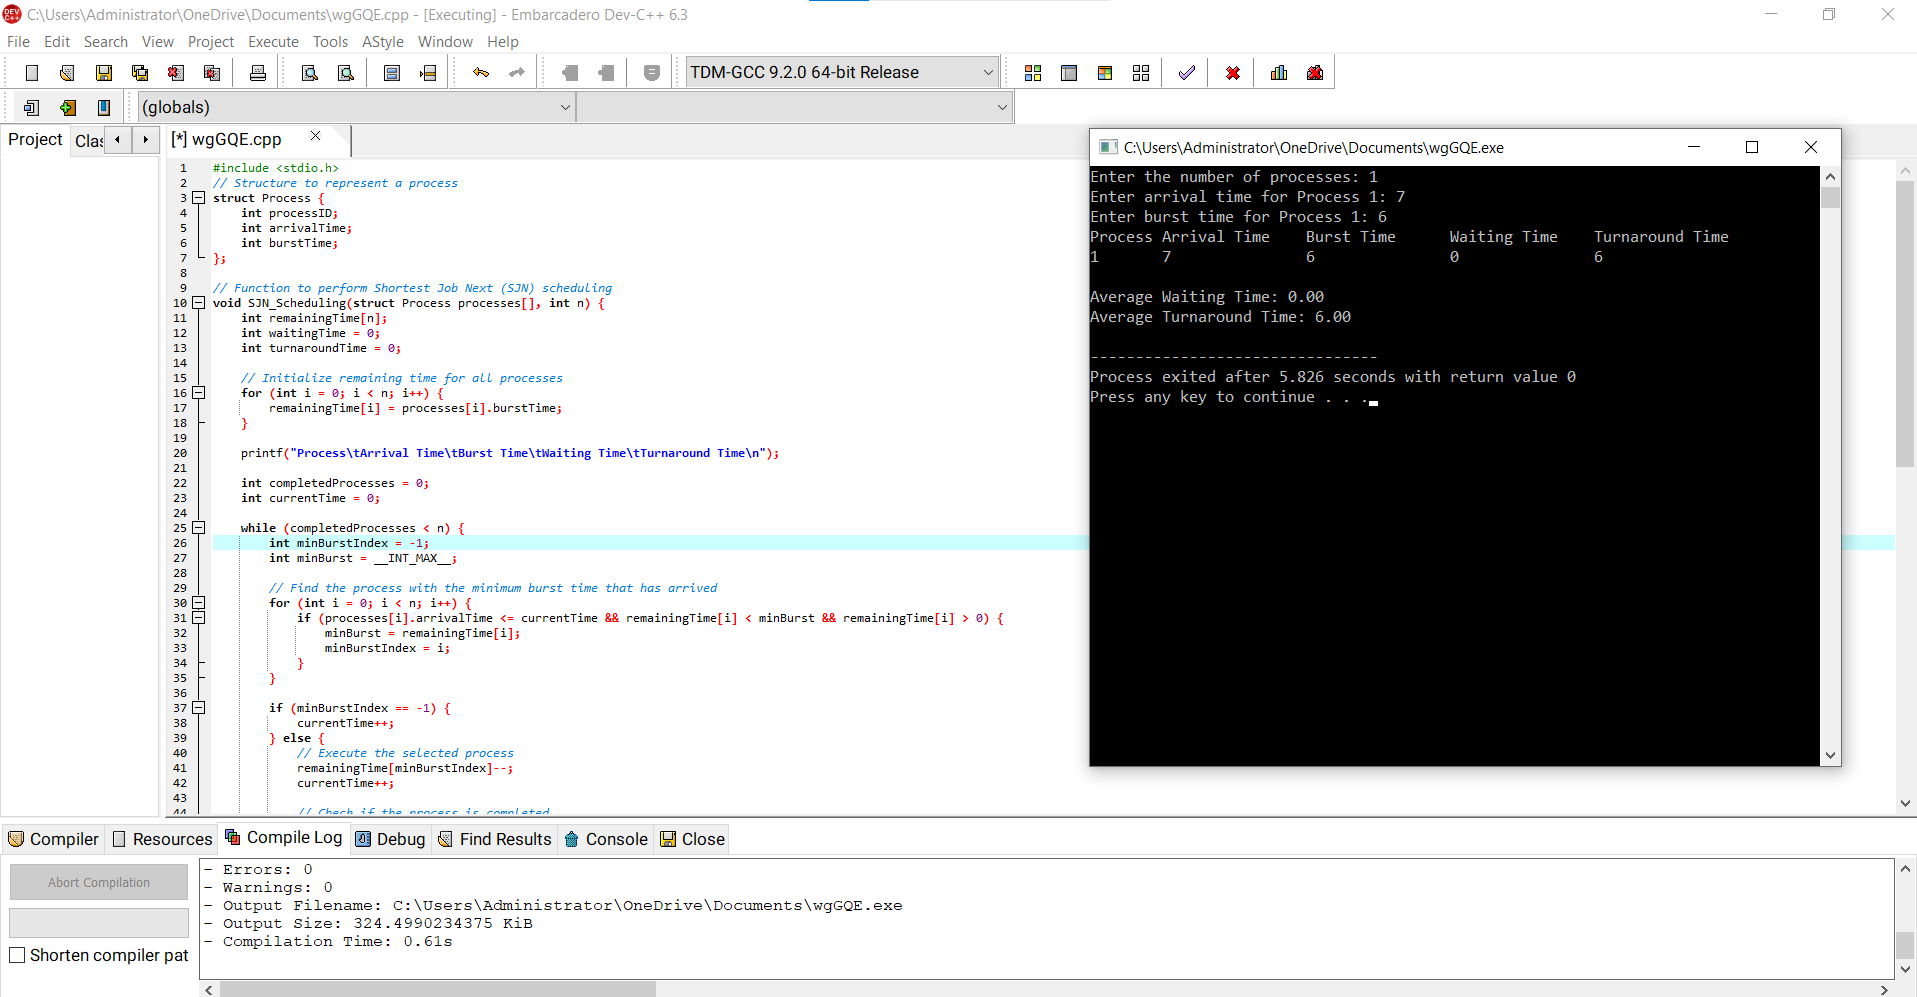 C:\Users\Administrator\OneDrive\Documents\wgGQE.cpp - [Executing] - Embarcadero Dev-C++ 6.3
File Edit Search View Project Execute Tools AStyle Window Help
TDM-GCC 9.2.0 64-bit Release
(globals)
Project Clas
[*] wgGQE.cpp
1 #include <stdio.h>
2 // Structure to represent a process
3 struct Process {
4 int processID;
5 int arrivalTime;
6 int burstTime;
7 };
8
9 // Function to perform Shortest Job Next (SJN) scheduling
10 void SJN_Scheduling(struct Process processes[], int n) {
11 int remainingTime[n];
12 int waitingTime = 0;
13 int turnaroundTime = 0;
14
15 // Initialize remaining time for all processes
16 for (int i = 0; i < n; i++) {
17 remainingTime[i] = processes[i].burstTime;
18 }
19
20 printf("Process\tArrival Time\tBurst Time\tWaiting Time\tTurnaround Time\n");
21
22 int completedProcesses = 0;
23 int currentTime = 0;
24
25 while (completedProcesses < n) {
26 int minBurstIndex = -1;
27 int minBurst = __INT_MAX__;
28
29 // Find the process with the minimum burst time that has arrived
30 for (int i = 0; i < n; i++) {
31 if (processes[i].arrivalTime <= currentTime && remainingTime[i] < minBurst && remainingTime[i] > 0) {
32 minBurst = remainingTime[i];
33 minBurstIndex = i;
34 }
35 }
36
37 if (minBurstIndex == -1) {
38 currentTime++;
39 } else {
40 // Execute the selected process
41 remainingTime[minBurstIndex]--;
42 currentTime++;
43
44 // Check if the process is completed
C:\Users\Administrator\OneDrive\Documents\wgGQE.exe
Enter the number of processes: 1
Enter arrival time for Process 1: 7
Enter burst time for Process 1: 6
Process Arrival Time Burst Time Waiting Time Turnaround Time
1 7 6 0 6
Average Waiting Time: 0.00
Average Turnaround Time: 6.00
--------------------------------
Process exited after 5.826 seconds with return value 0
Press any key to continue . . .
Compiler Resources Compile Log Debug Find Results Console Close
Abort Compilation
Shorten compiler pat
- Errors: 0
- Warnings: 0
- Output Filename: C:\Users\Administrator\OneDrive\Documents\wgGQE.exe
- Output Size: 324.4990234375 KiB
- Compilation Time: 0.61s